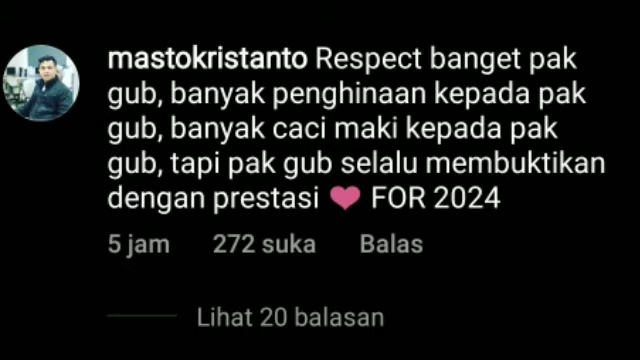 mastokristanto Respect banget pak
gub, banyak penghinaan kepada pak
gub, banyak caci maki kepada pak
gub, tapi pak gub selalu membuktikan
dengan prestasi ❤ FOR 2024
5 jam 272 suka Balas
Lihat 20 balasan